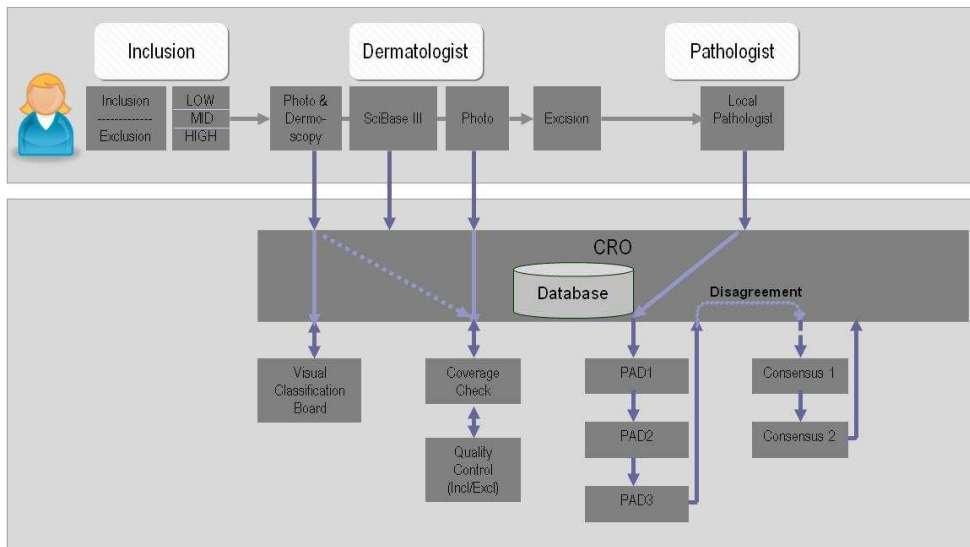 Inclusion
Dermatologist
Pathologist
Inclusion
-------------
Exclusion
LOW
MID
HIGH
Photo &
Dermo-
scopy
SciBase III
Photo
Excision
Local
Pathologist
CRO
Database
Disagreement
Visual
Classification
Board
Coverage
Check
Quality
Control
(Incl/Excl)
PAD1
PAD2
PAD3
Consensus 1
Consensus 2